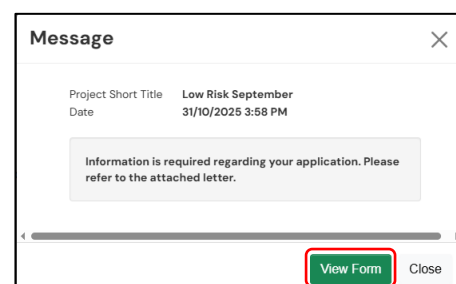 Message
Project Short Title Low Risk September
Date 31/10/2025 3:58 PM
Information is required regarding your application. Please
refer to the attached letter.
View Form Close